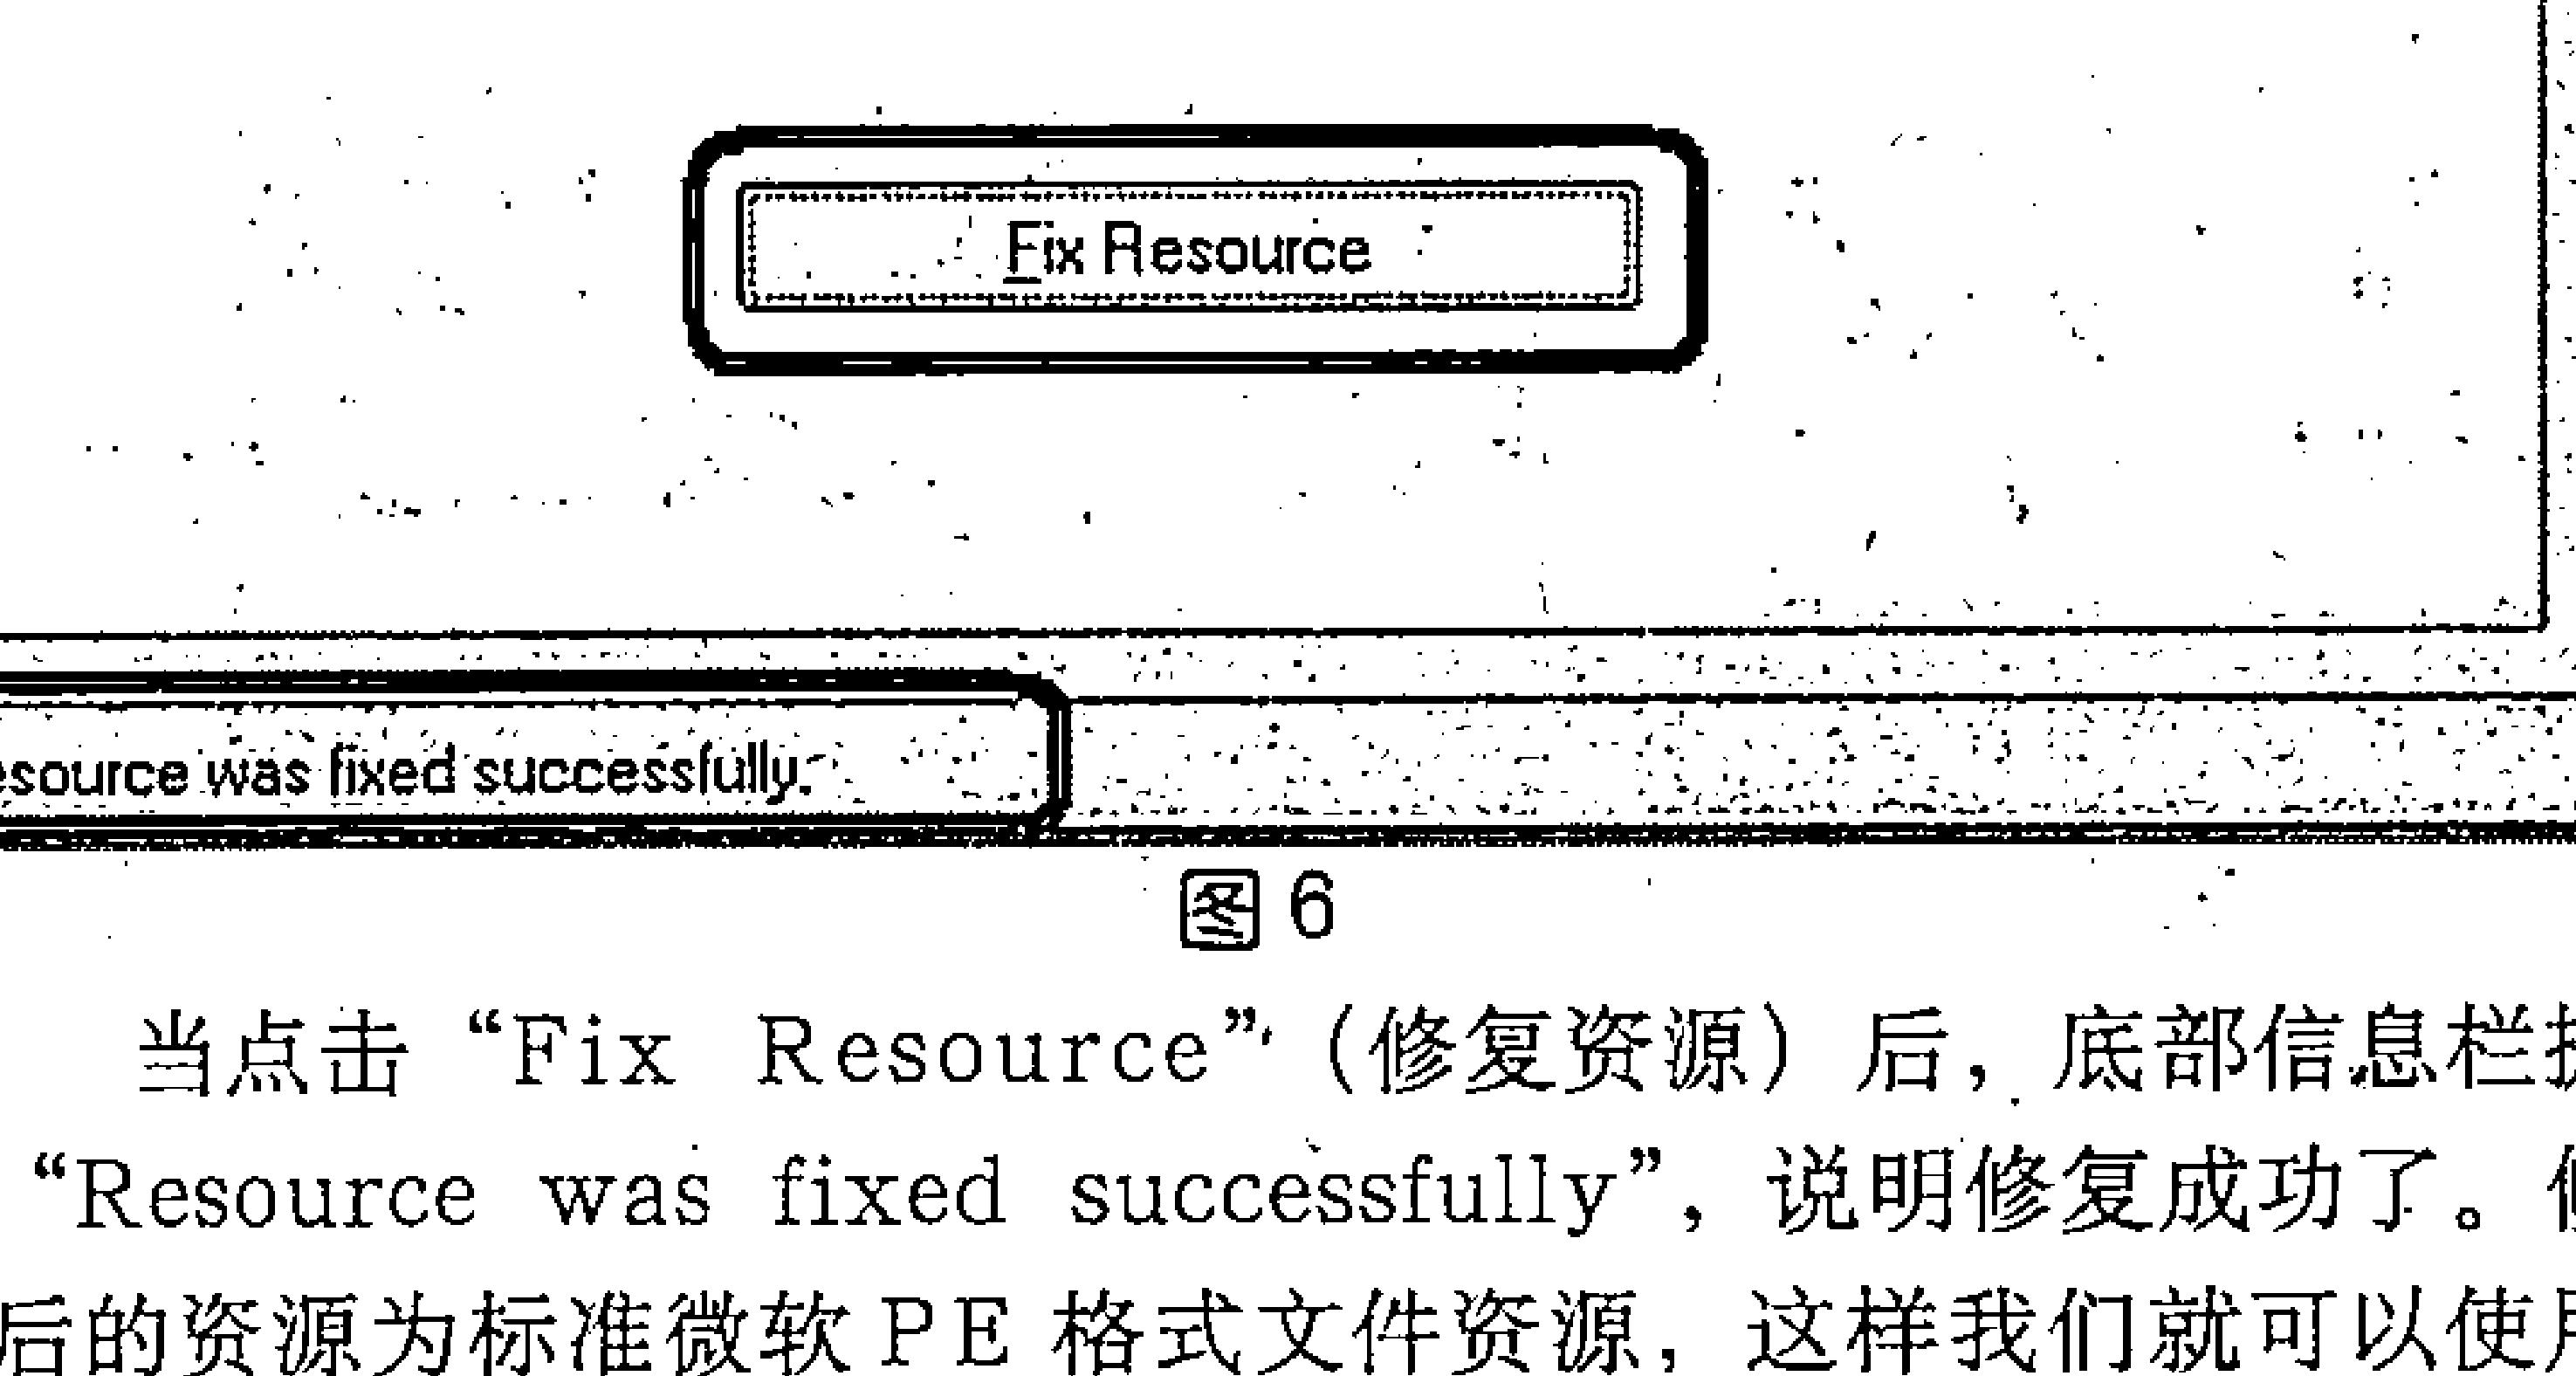 Fix Resource
esource was fixed successfully.
图 6
当点击“Fix Resource”（修复资源）后，底部信息栏
“Resource was fixed successfully”，说明修复成功了。
后的资源为标准微软 PE 格式文件资源，这样我们就可以使用